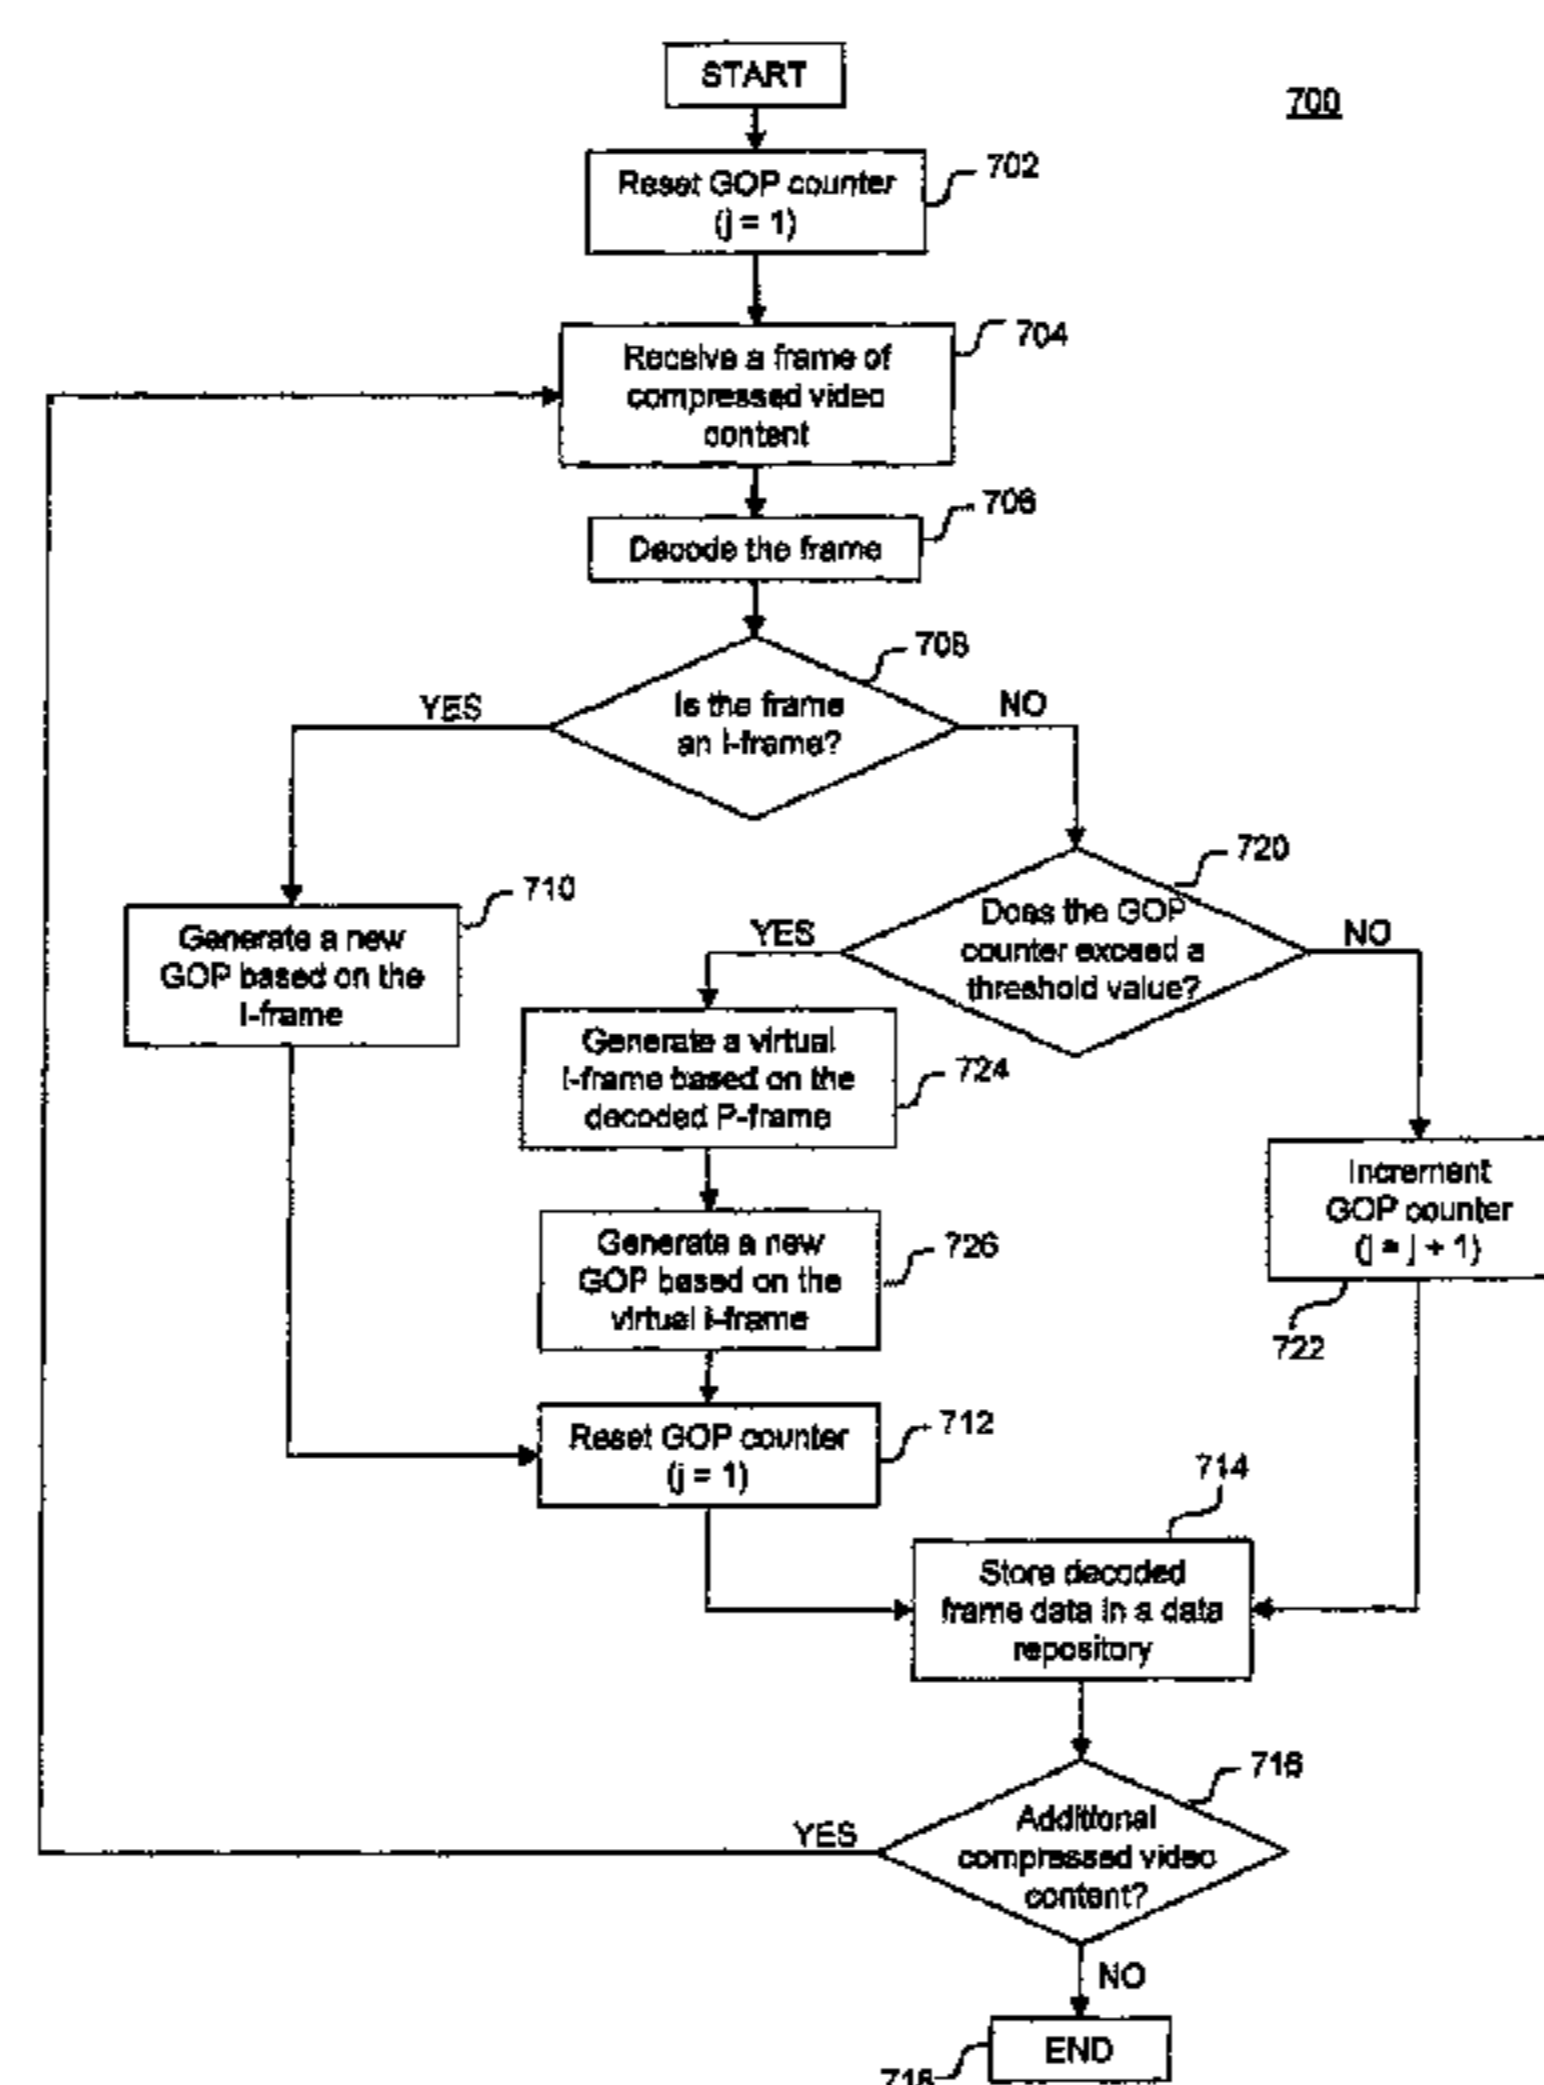 START
700
Reset GOP counter
(j = 1)
702
Receive a frame of
compressed video
content
704
Decode the frame
706
Is the frame
an I-frame?
708
YES
NO
Generate a new
GOP based on the
I-frame
710
Does the GOP
counter exceed a
threshold value?
720
YES
NO
Generate a virtual
I-frame based on the
decoded P-frame
724
Increment
GOP counter
(j = j + 1)
722
Generate a new
GOP based on the
virtual I-frame
726
Reset GOP counter
(j = 1)
712
Store decoded
frame data in a data
repository
714
Additional
compressed video
content?
716
YES
NO
END
718